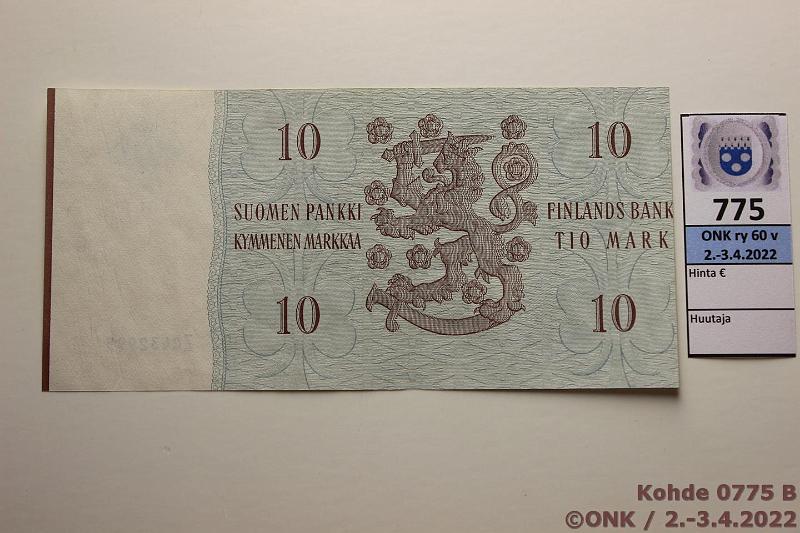 10
10
SUOMEN PANKKI
KYMMENEN MARKKAA
FINLANDS BANK
TIO MARK
10
10
775
ONK ry 60 v
2.-3.4.2022
Hinta €
Huutaja
Kohde 0775 B
©ONK / 2.-3.4.2022